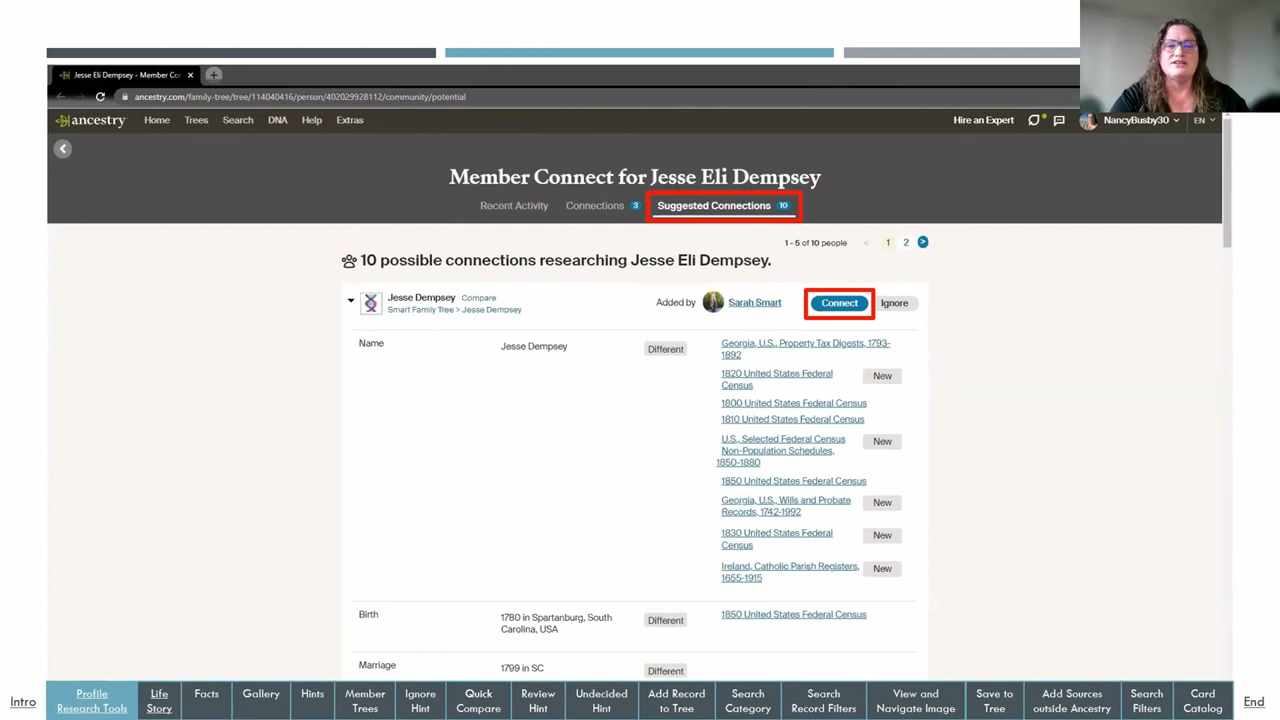 Jesse Eli Dempsey - Member Cor
ancestry.com/family-tree/tree/114040416/person/402029928112/community/potential
ancestry Home Trees Search DNA Help Extras Hire an Expert NancyBusby30 EN
Member Connect for Jesse Eli Dempsey
Recent Activity Connections 3 Suggested Connections 10
1 - 5 of 10 people 1 2
10 possible connections researching Jesse Eli Dempsey.
Jesse Dempsey Compare
Smart Family Tree > Jesse Dempsey
Added by Sarah Smart Connect Ignore
Name Jesse Dempsey Different
Georgia, U.S., Property Tax Digests, 1793-
1892
1820 United States Federal
Census
New
1800 United States Federal Census
1810 United States Federal Census
U.S., Selected Federal Census
Non-Population Schedules,
1850-1880
New
1850 United States Federal Census
Georgia, U.S., Wills and Probate
Records, 1742-1992
New
1830 United States Federal
Census
New
Ireland, Catholic Parish Registers,
1655-1915
New
Birth 1780 in Spartanburg, South
Carolina, USA
Different 1850 United States Federal Census
Marriage 1799 in SC Different
Intro
Profile
Research Tools
Life
Story
Facts
Gallery
Hints
Member
Trees
Ignore
Hint
Quick
Compare
Review
Hint
Undecided
Hint
Add Record
to Tree
Search
Category
Search
Record Filters
View and
Navigate Image
Save to
Tree
Add Sources
outside Ancestry
Search
Filters
Card
Catalog
End